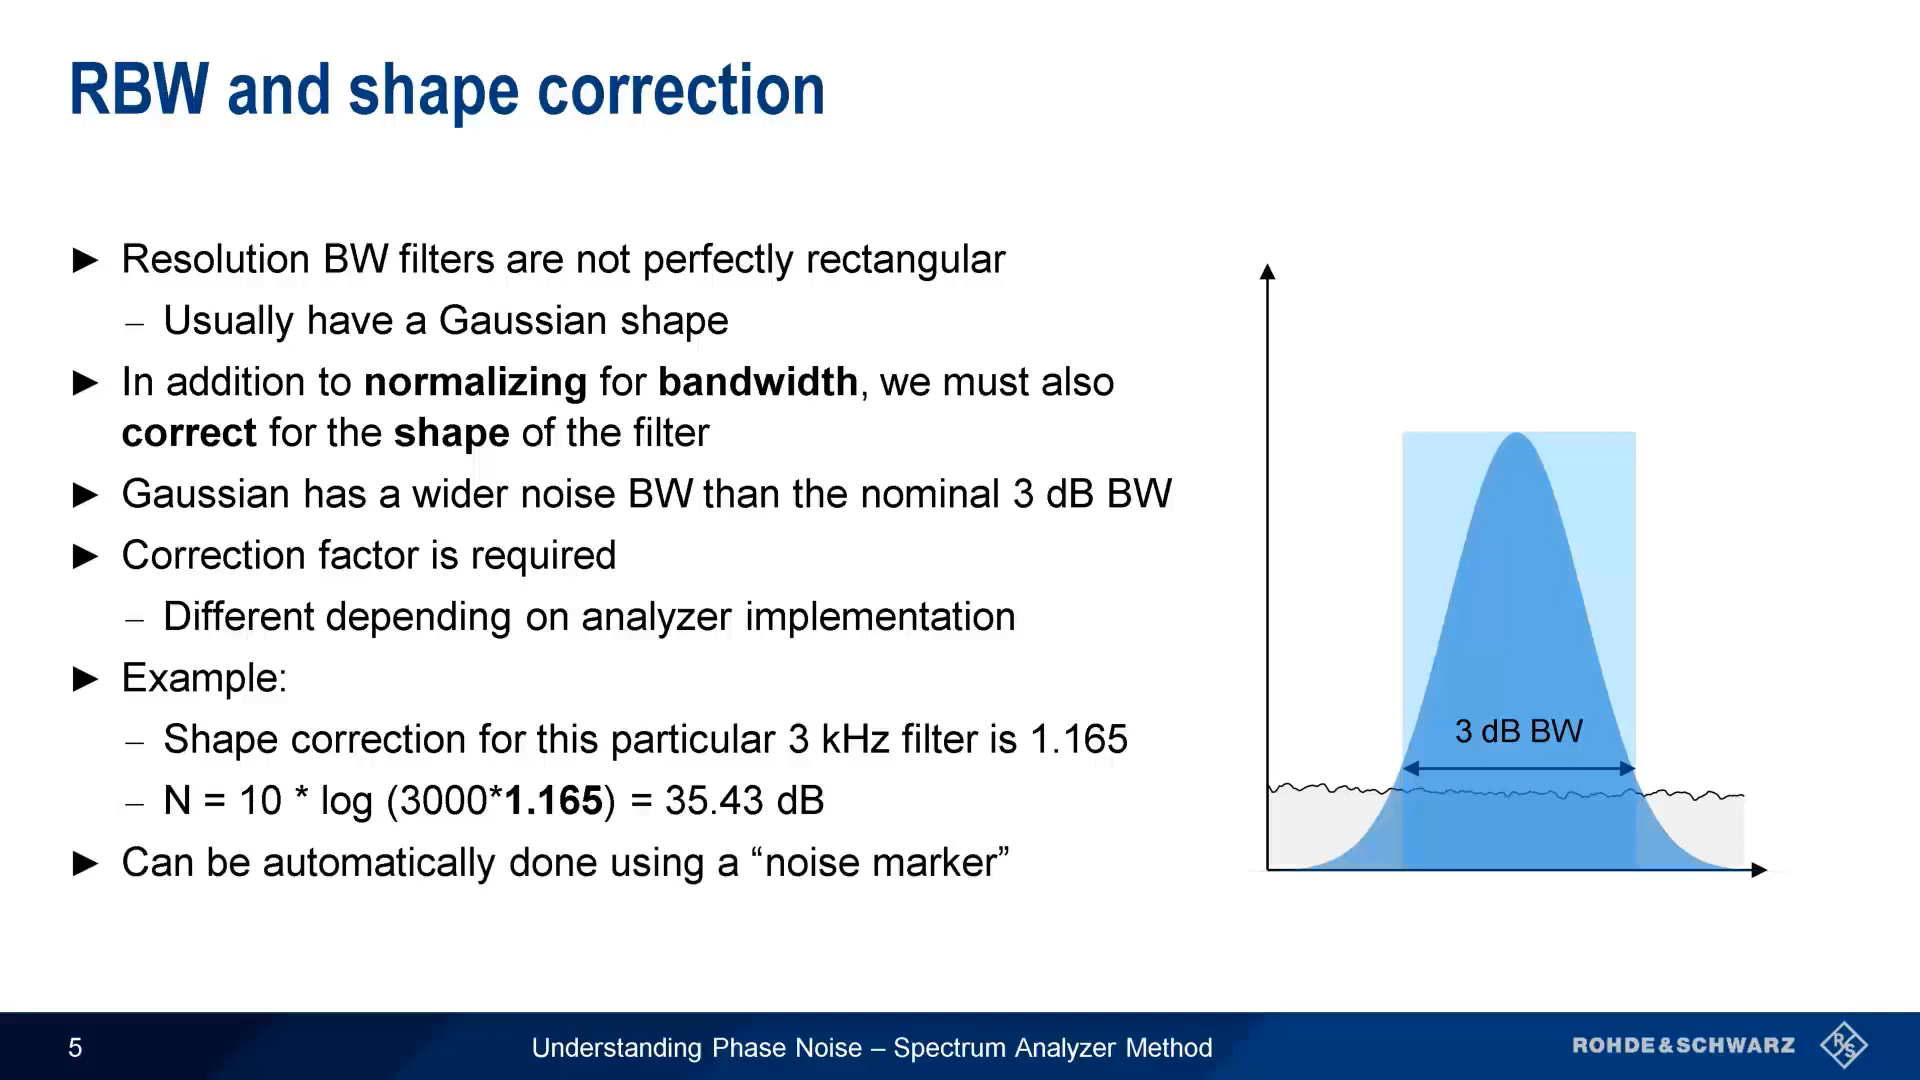 RBW and shape correction
► Resolution BW filters are not perfectly rectangular
– Usually have a Gaussian shape
► In addition to normalizing for bandwidth, we must also
correct for the shape of the filter
► Gaussian has a wider noise BW than the nominal 3 dB BW
► Correction factor is required
– Different depending on analyzer implementation
► Example:
– Shape correction for this particular 3 kHz filter is 1.165
– N = 10 * log (3000*1.165) = 35.43 dB
► Can be automatically done using a “noise marker”
3 dB BW
5
Understanding Phase Noise – Spectrum Analyzer Method
ROHDE&SCHWARZ
R&S